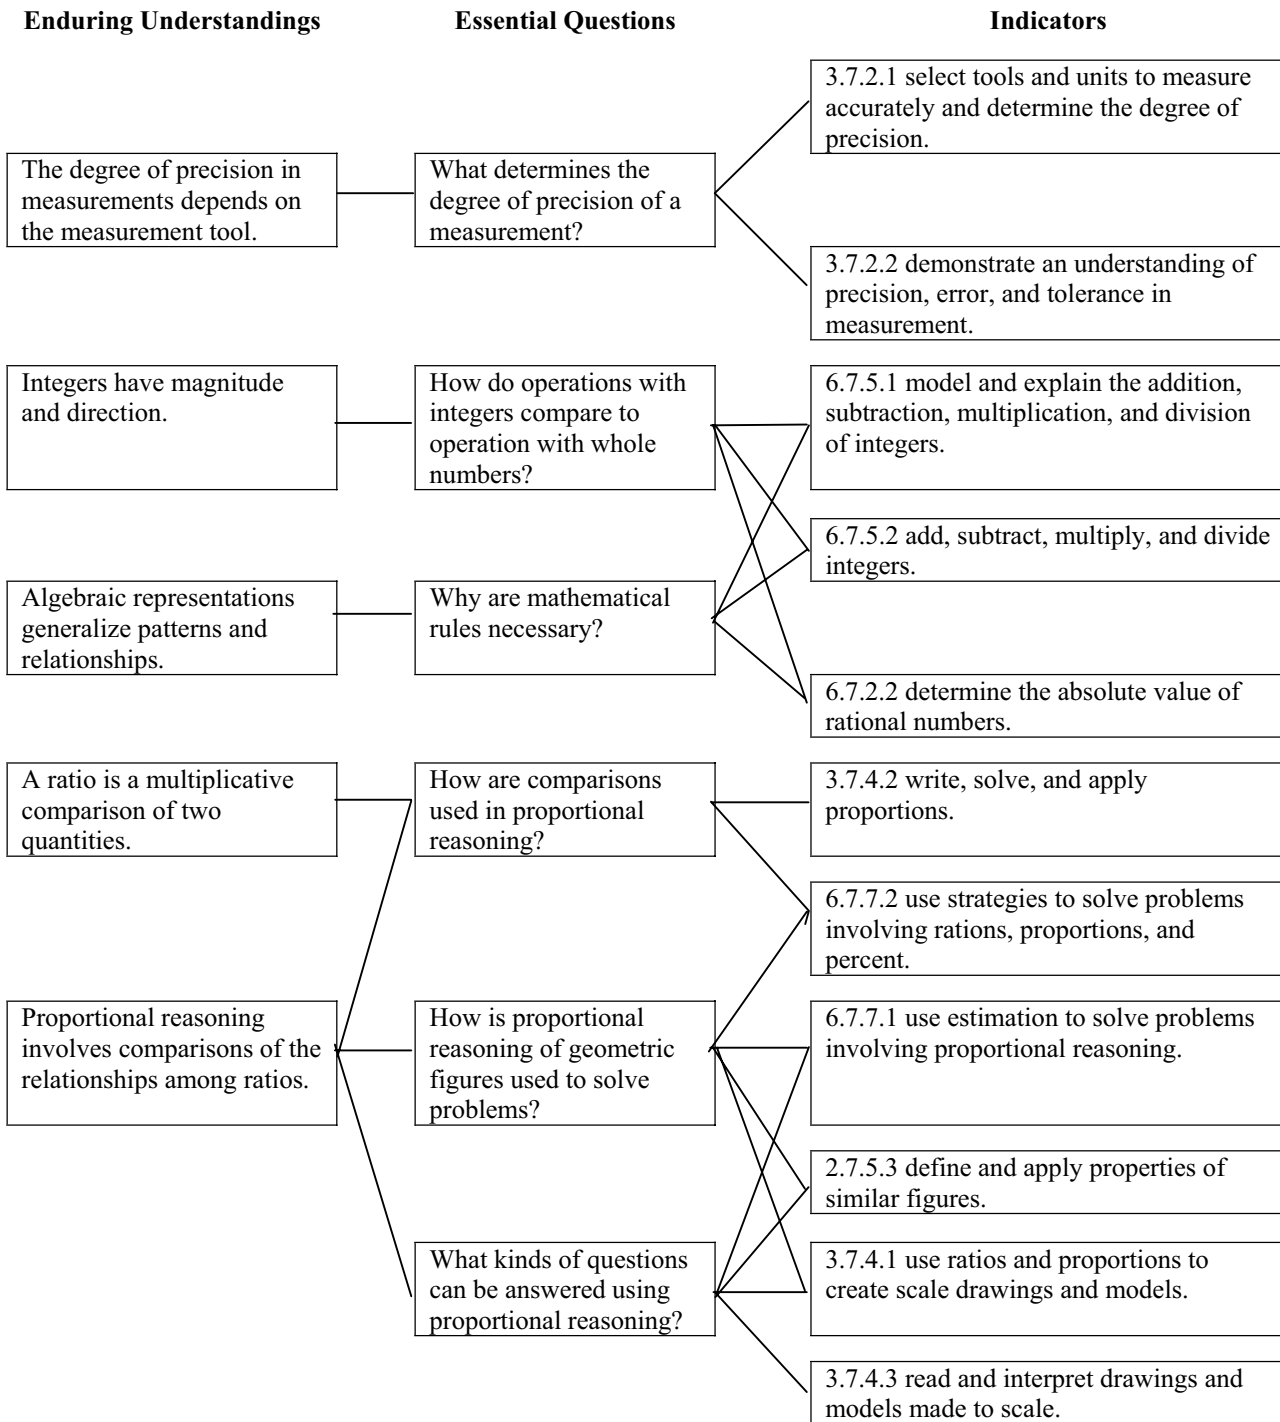 Enduring Understandings
Essential Questions
Indicators
3.7.2.1 select tools and units to measure
accurately and determine the degree of
precision.
The degree of precision in
measurements depends on
the measurement tool.
What determines the
degree of precision of a
measurement?
3.7.2.2 demonstrate an understanding of
precision, error, and tolerance in
measurement.
Integers have magnitude
and direction.
How do operations with
integers compare to
operation with whole
numbers?
6.7.5.1 model and explain the addition,
subtraction, multiplication, and division
of integers.
6.7.5.2 add, subtract, multiply, and divide
integers.
Algebraic representations
generalize patterns and
relationships.
Why are mathematical
rules necessary?
6.7.2.2 determine the absolute value of
rational numbers.
A ratio is a multiplicative
comparison of two
quantities.
How are comparisons
used in proportional
reasoning?
3.7.4.2 write, solve, and apply
proportions.
6.7.7.2 use strategies to solve problems
involving rations, proportions, and
percent.
Proportional reasoning
involves comparisons of the
relationships among ratios.
How is proportional
reasoning of geometric
figures used to solve
problems?
6.7.7.1 use estimation to solve problems
involving proportional reasoning.
2.7.5.3 define and apply properties of
similar figures.
What kinds of questions
can be answered using
proportional reasoning?
3.7.4.1 use ratios and proportions to
create scale drawings and models.
3.7.4.3 read and interpret drawings and
models made to scale.